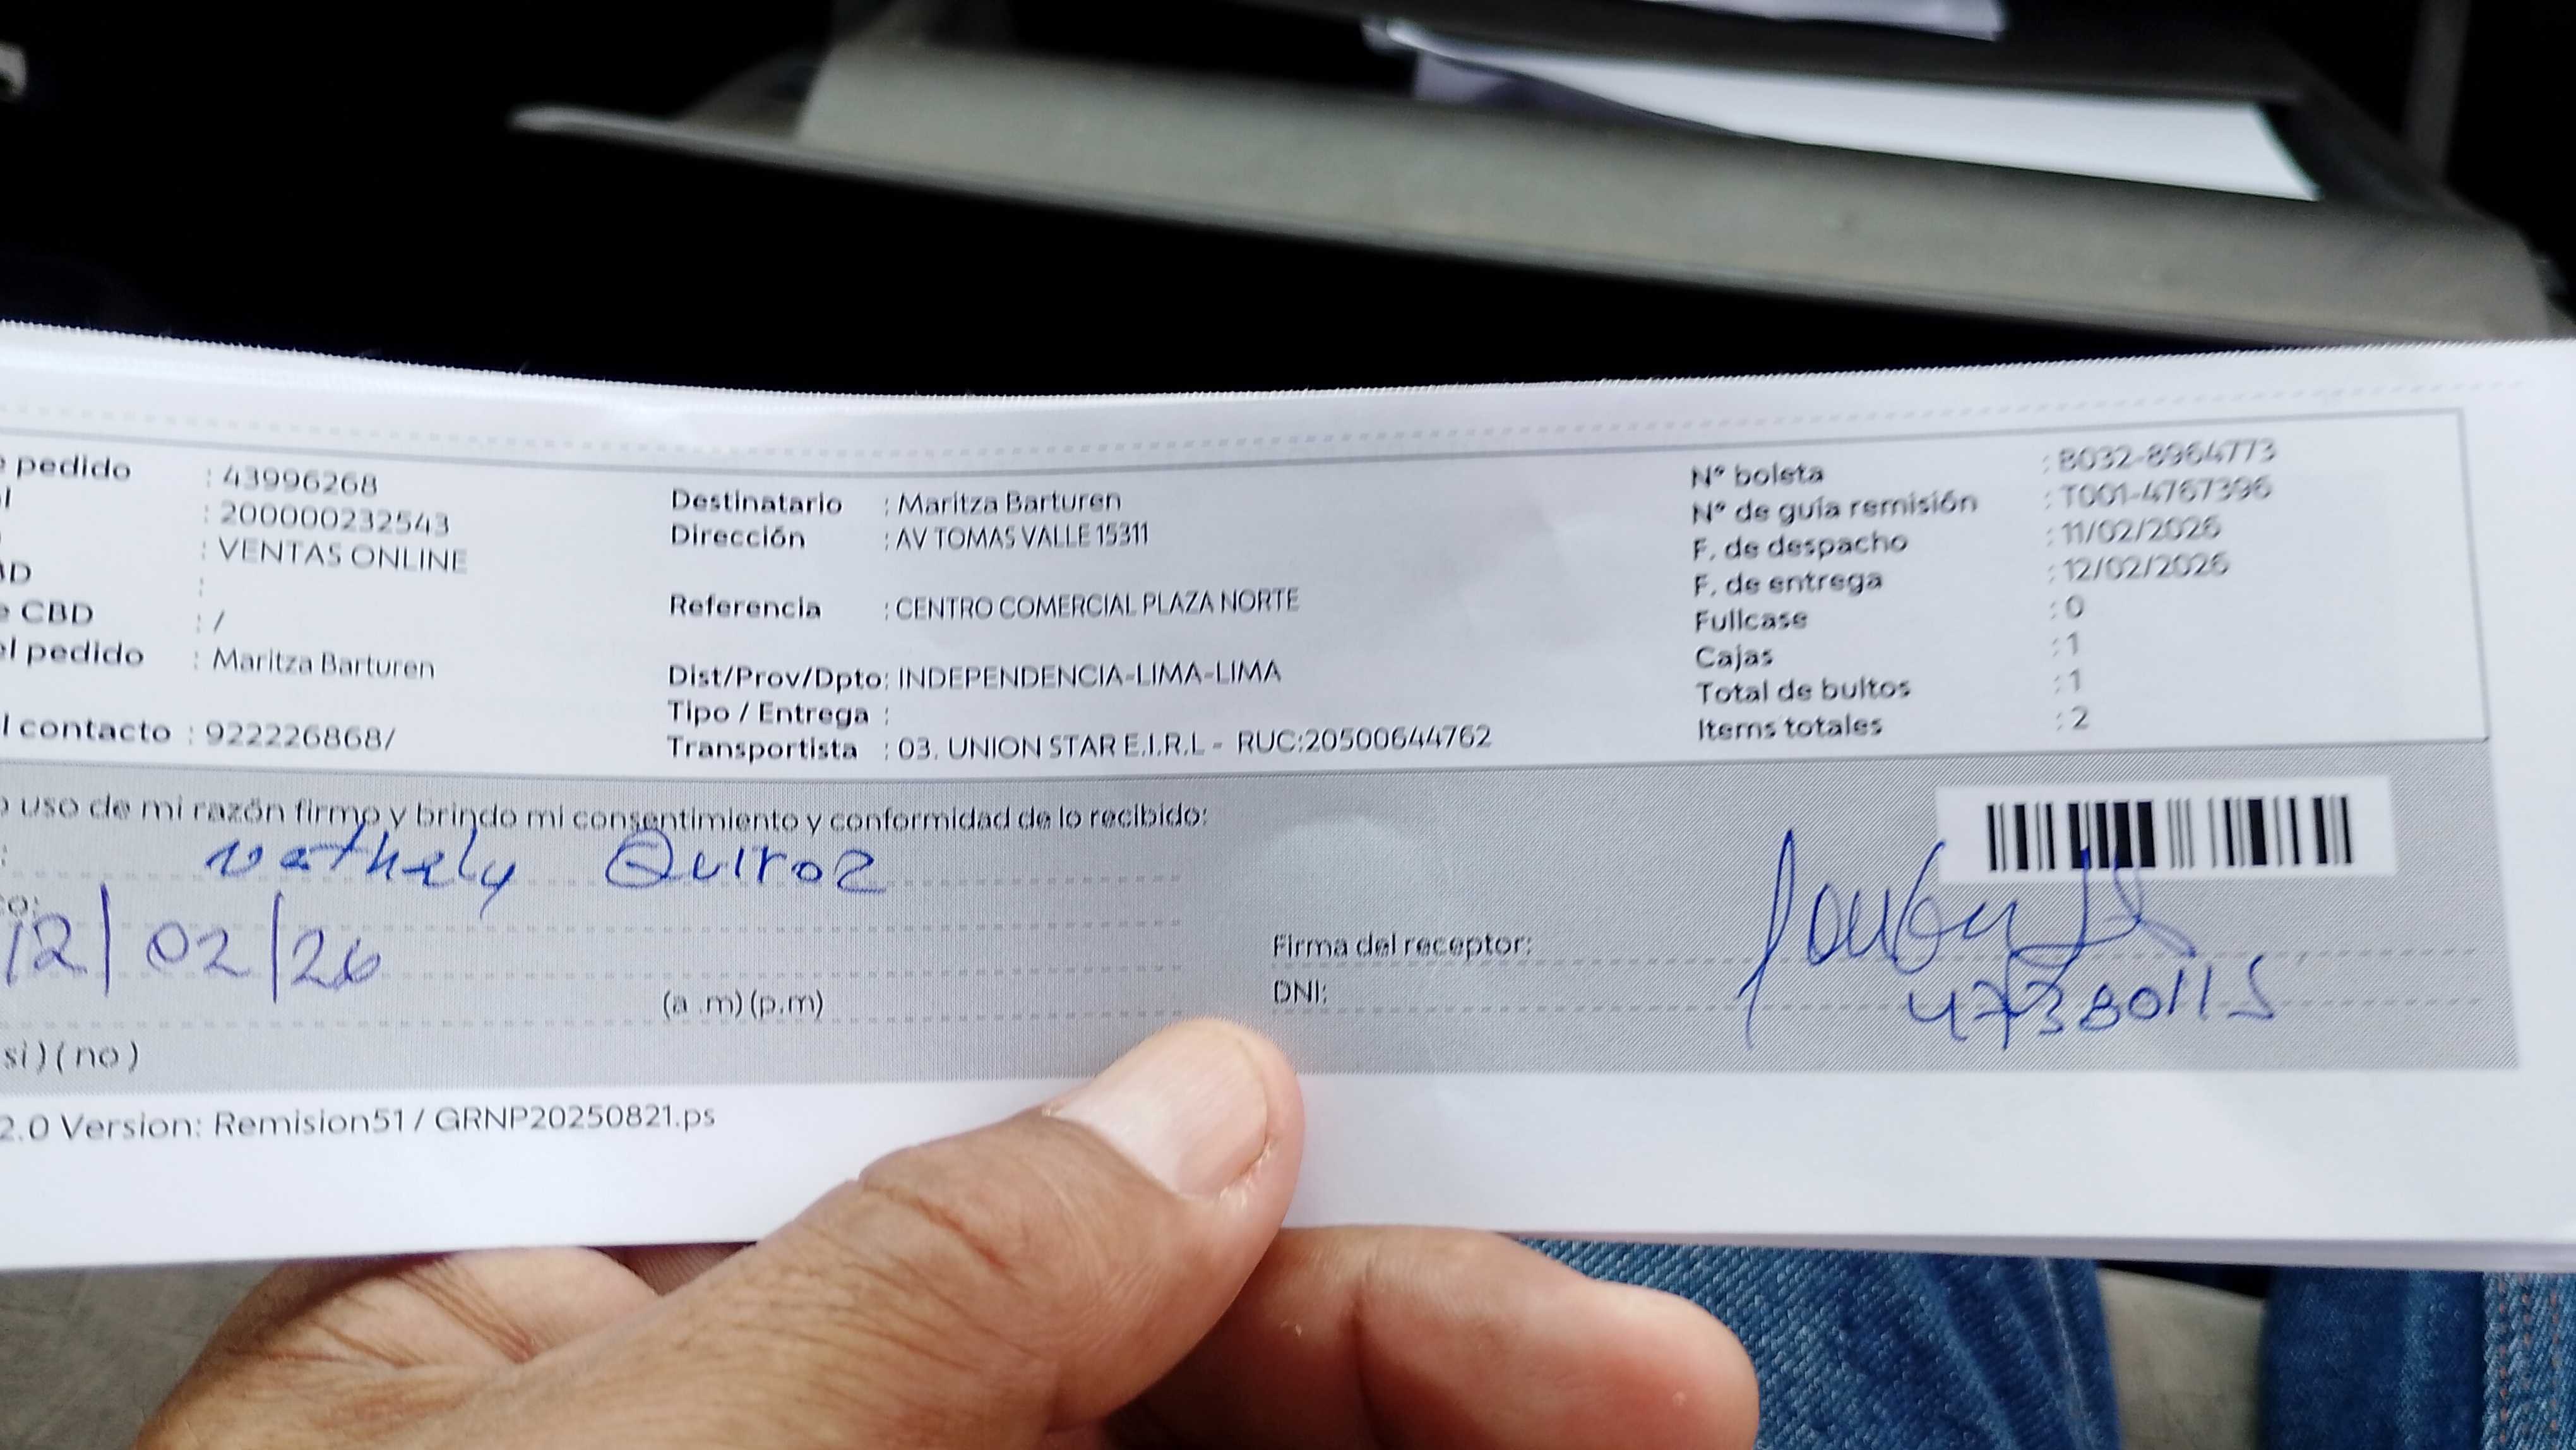 e pedido : 43996268
l : 200000232543
: VENTAS ONLINE
BD :
e CBD : /
el pedido : Maritza Barturen
l contacto : 922226868/
Destinatario : Maritza Barturen
Dirección : AV TOMAS VALLE 15311
Referencia : CENTRO COMERCIAL PLAZA NORTE
Dist/Prov/Dpto: INDEPENDENCIA-LIMA-LIMA
Tipo / Entrega :
Transportista : 03. UNION STAR E.I.R.L - RUC:20500644762
N° boleta : B032-8964773
N° de guía remisión : T001-4767396
F. de despacho : 11/02/2026
F. de entrega : 12/02/2026
Fullcase : 0
Cajas : 1
Total de bultos : 1
Items totales : 2
o uso de mi razón firmo y brindo mi consentimiento y conformidad de lo recibido:
: Nathely Quiroz
o:
12/02/26
(a .m) (p.m)
si ) ( no )
Firma del receptor:
DNI: 47380115
2.0 Version: Remision51 / GRNP20250821.ps